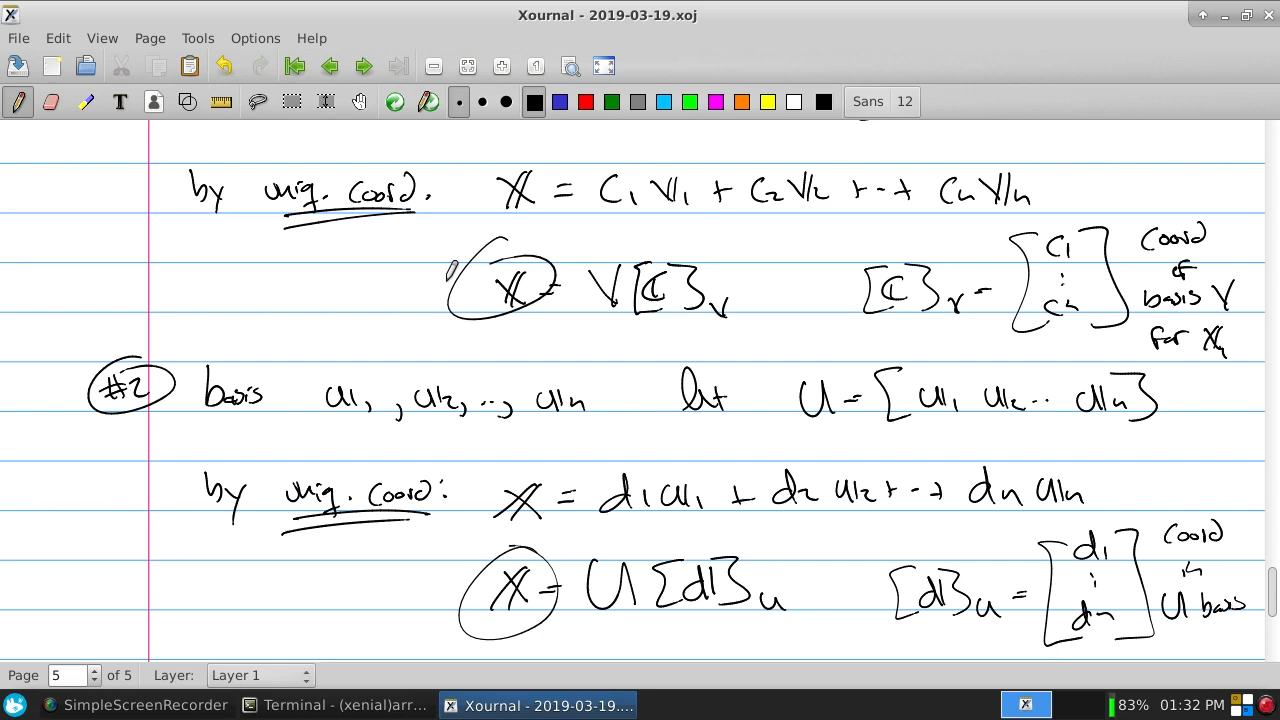 Xournal - 2019-03-19.xoj
File Edit View Page Tools Options Help
Sans 12
by uniq. coord. X = C1 V1 + C2 V2 + -- + Cn Vn
X = V [C]V [C]V = [C1 : Cn] coord of basis V for X
#2 basis u1, , u2, .., un let U = [u1 u2 .. un]
by uniq. coord: X = d1 u1 + d2 u2 + -- + dn un
X = U [d]U [d]U = [d1 : dn] coord in U basis
Page 5 of 5 Layer: Layer 1
SimpleScreenRecorder Terminal - (xenial)arr... Xournal - 2019-03-19.... 83% 01:32 PM